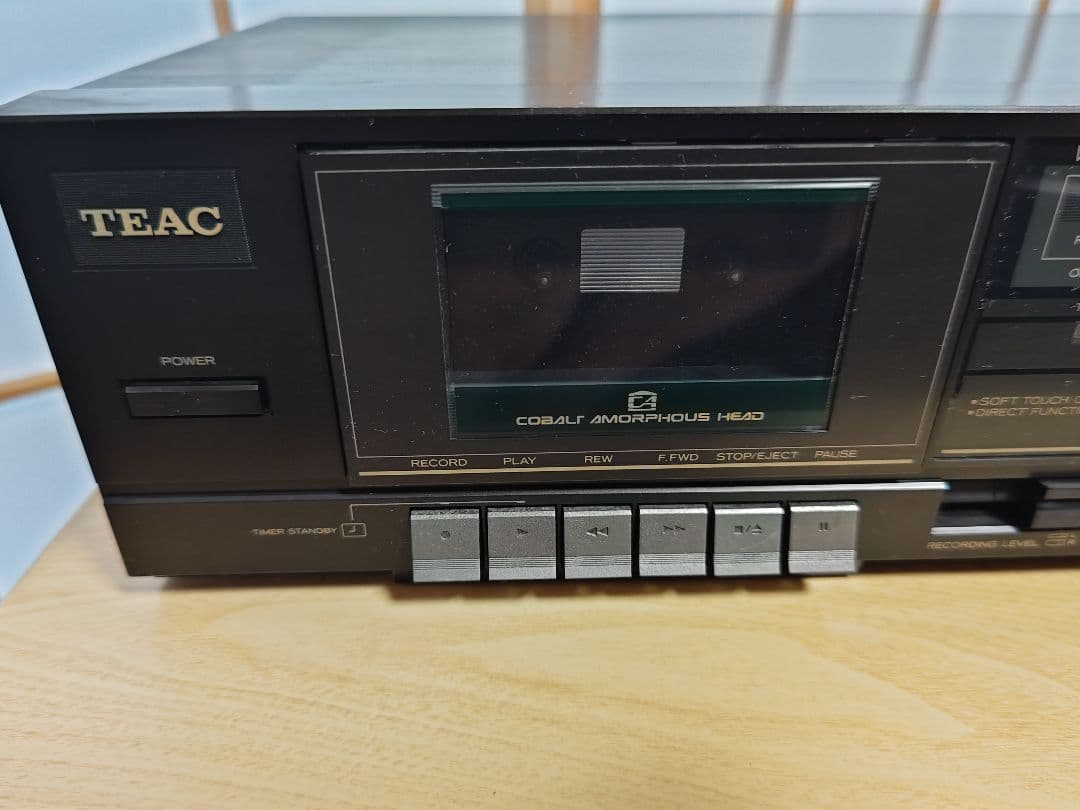 TEAC
POWER
COBALT AMORPHOUS HEAD
RECORD PLAY REW F.FWD STOP/EJECT PAUSE
TIMER STANDBY
•SOFT TOUCH
•DIRECT
RECORDING LEVEL